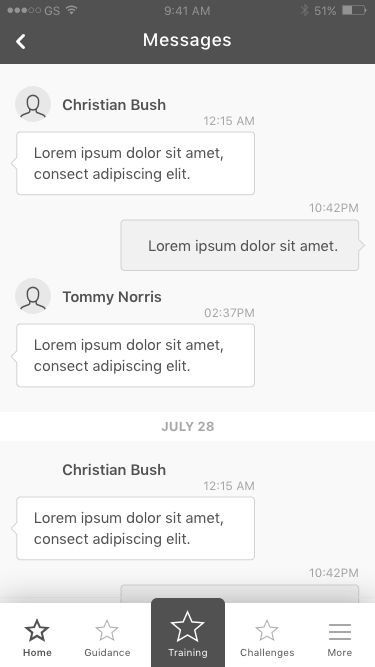 GS 9:41 AM 51%
Messages
Christian Bush
12:15 AM
Lorem ipsum dolor sit amet,
consect adipiscing elit.
10:42PM
Lorem ipsum dolor sit amet.
Tommy Norris
02:37PM
Lorem ipsum dolor sit amet,
consect adipiscing elit.
JULY 28
Christian Bush
12:15 AM
Lorem ipsum dolor sit amet,
consect adipiscing elit.
10:42PM
Home Guidance Training Challenges More